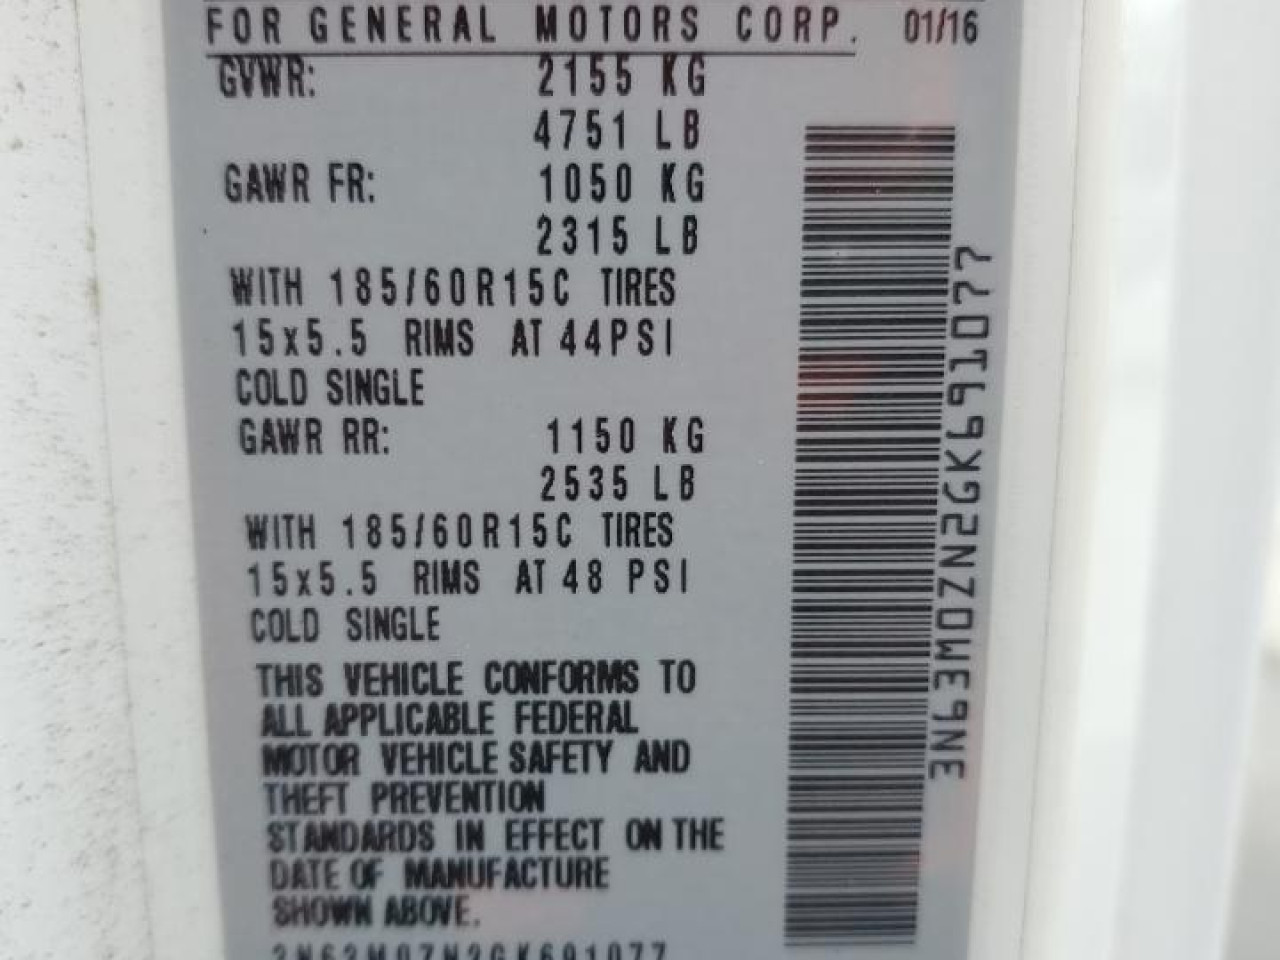 FOR GENERAL MOTORS CORP. 01/16
GVWR: 2155 KG
4751 LB
GAWR FR: 1050 KG
2315 LB
WITH 185/60R15C TIRES
15x5.5 RIMS AT 44PSI
COLD SINGLE
GAWR RR: 1150 KG
2535 LB
WITH 185/60R15C TIRES
15x5.5 RIMS AT 48 PSI
COLD SINGLE
THIS VEHICLE CONFORMS TO
ALL APPLICABLE FEDERAL
MOTOR VEHICLE SAFETY AND
THEFT PREVENTION
STANDARDS IN EFFECT ON THE
DATE OF MANUFACTURE
SHOWN ABOVE.
3N63M0ZN2GK691077
3N63M0ZN2GK691077